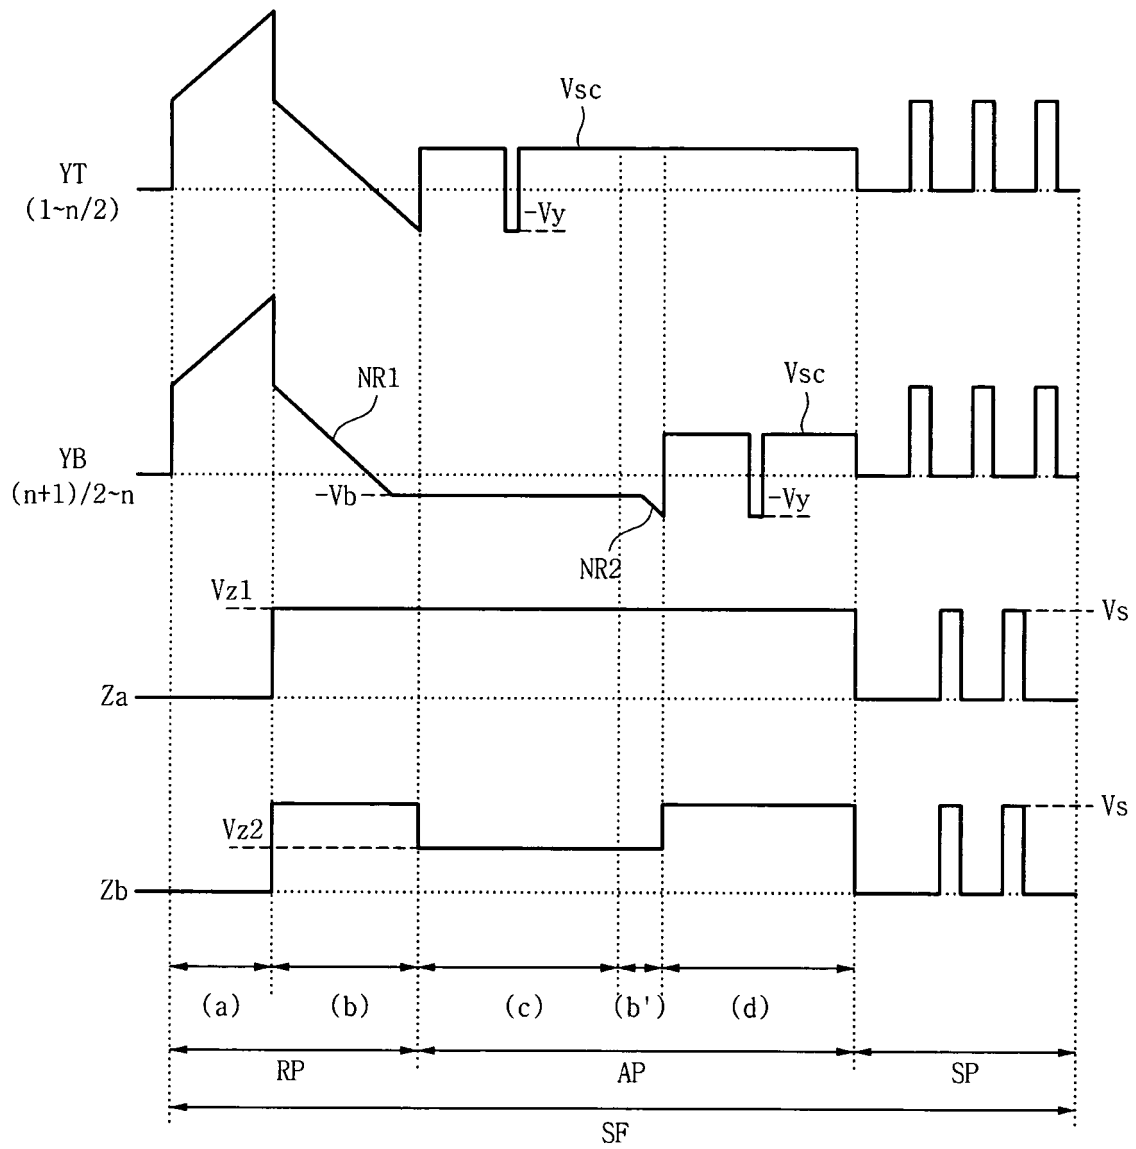 Vsc
YT
(1~n/2)
-Vy
NR1
Vsc
YB
(n+1)/2~n
-Vb
-Vy
NR2
Vz1
Vs
Za
Vs
Vz2
Zb
(a) (b) (c) (b') (d)
RP AP SP
SF